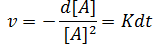 v = − d[A] / [A]² = Kdt